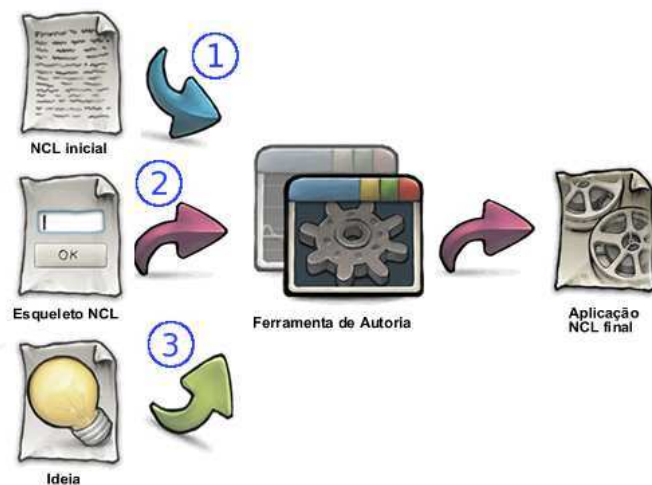 1
NCL inicial
2
OK
Esqueleto NCL
Ferramenta de Autoria
Aplicação
NCL final
3
Ideia